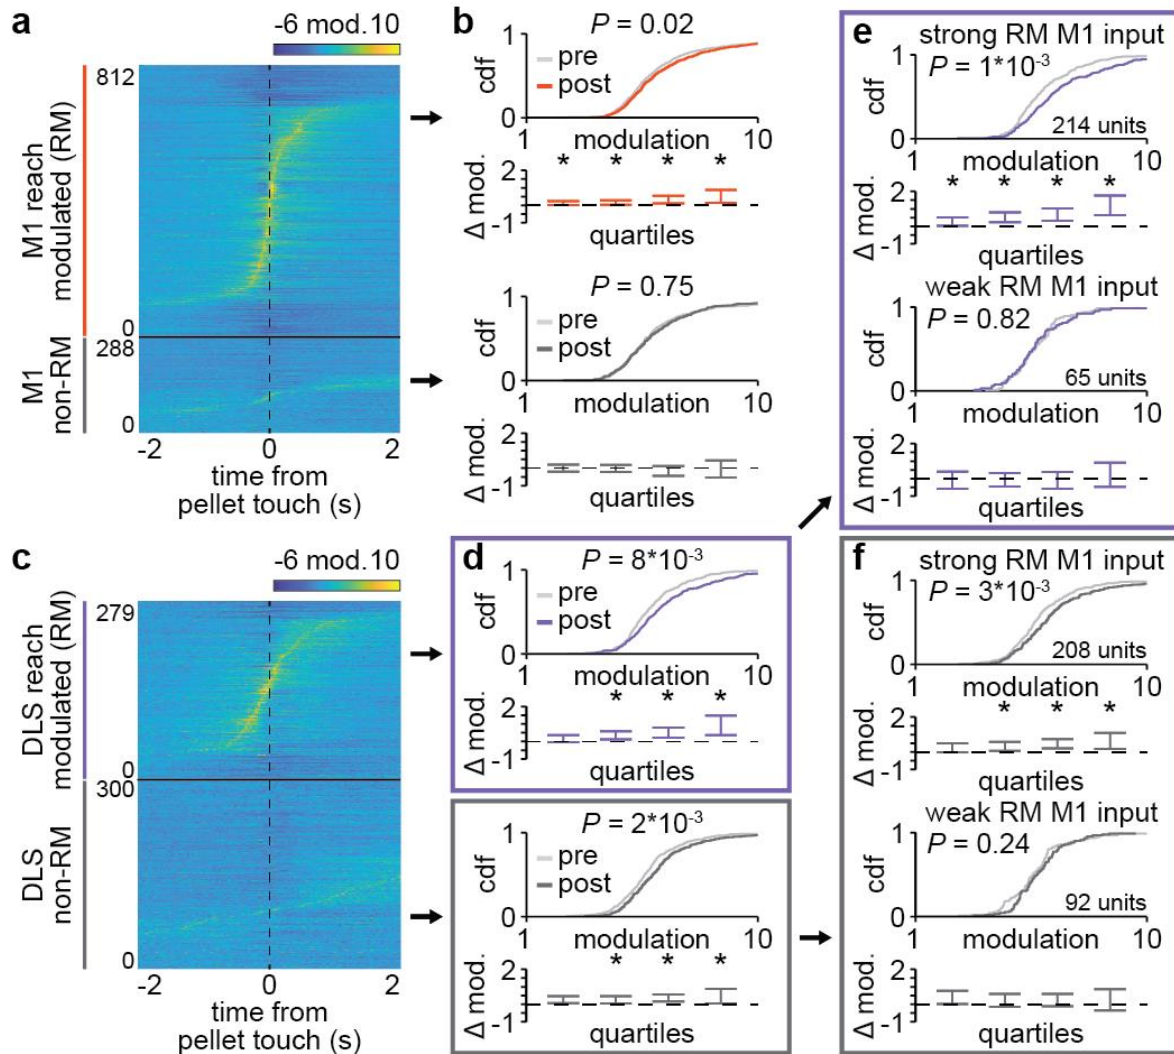 a
-6 mod.10
812
M1 reach
modulated (RM)
0
288
M1
non-RM
0
-2 0 2
time from
pellet touch (s)
b
P = 0.02
1
cdf
pre
post
0
1 modulation 10
* * * *
2
Δ mod.
-1
quartiles
P = 0.75
1
cdf
pre
post
0
1 modulation 10
2
Δ mod.
-1
quartiles
c
-6 mod.10
279
DLS reach
modulated (RM)
0
300
DLS
non-RM
0
-2 0 2
time from
pellet touch (s)
d
P = 8*10-3
1
cdf
pre
post
0
1 modulation 10
* * *
2
Δ mod.
-1
quartiles
P = 2*10-3
1
cdf
pre
post
0
1 modulation 10
* * *
2
Δ mod.
-1
quartiles
e
strong RM M1 input
1
P = 1*10-3
cdf
214 units
0
1 modulation 10
* * * *
2
Δ mod.
-1
quartiles
weak RM M1 input
1
P = 0.82
cdf
65 units
0
1 modulation 10
2
Δ mod.
-1
quartiles
f
strong RM M1 input
1
P = 3*10-3
cdf
208 units
0
1 modulation 10
* * *
2
Δ mod.
-1
quartiles
weak RM M1 input
1
P = 0.24
cdf
92 units
0
1 modulation 10
2
Δ mod.
-1
quartiles